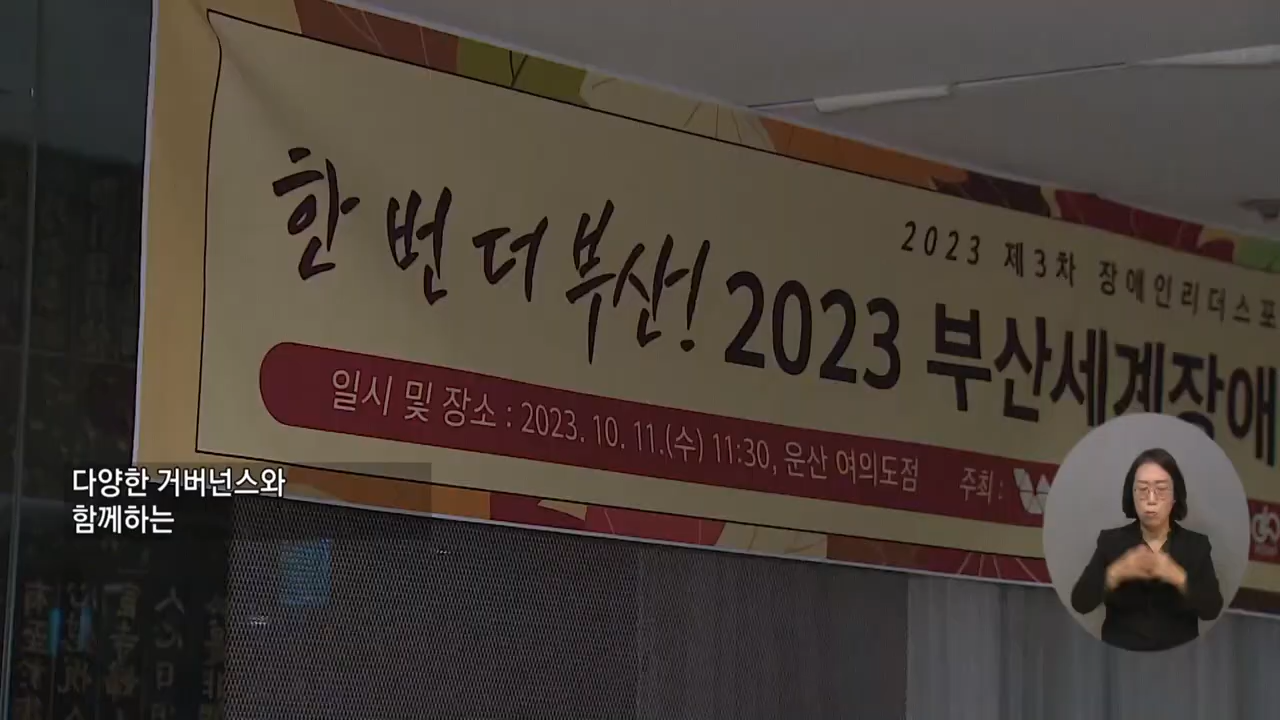 2023 제3차 장애인리더스포
한 번 더 부산! 2023 부산세계장애
일시 및 장소 : 2023. 10. 11.(수) 11:30, 운산 여의도점 주최 :
다양한 거버넌스와
함께하는